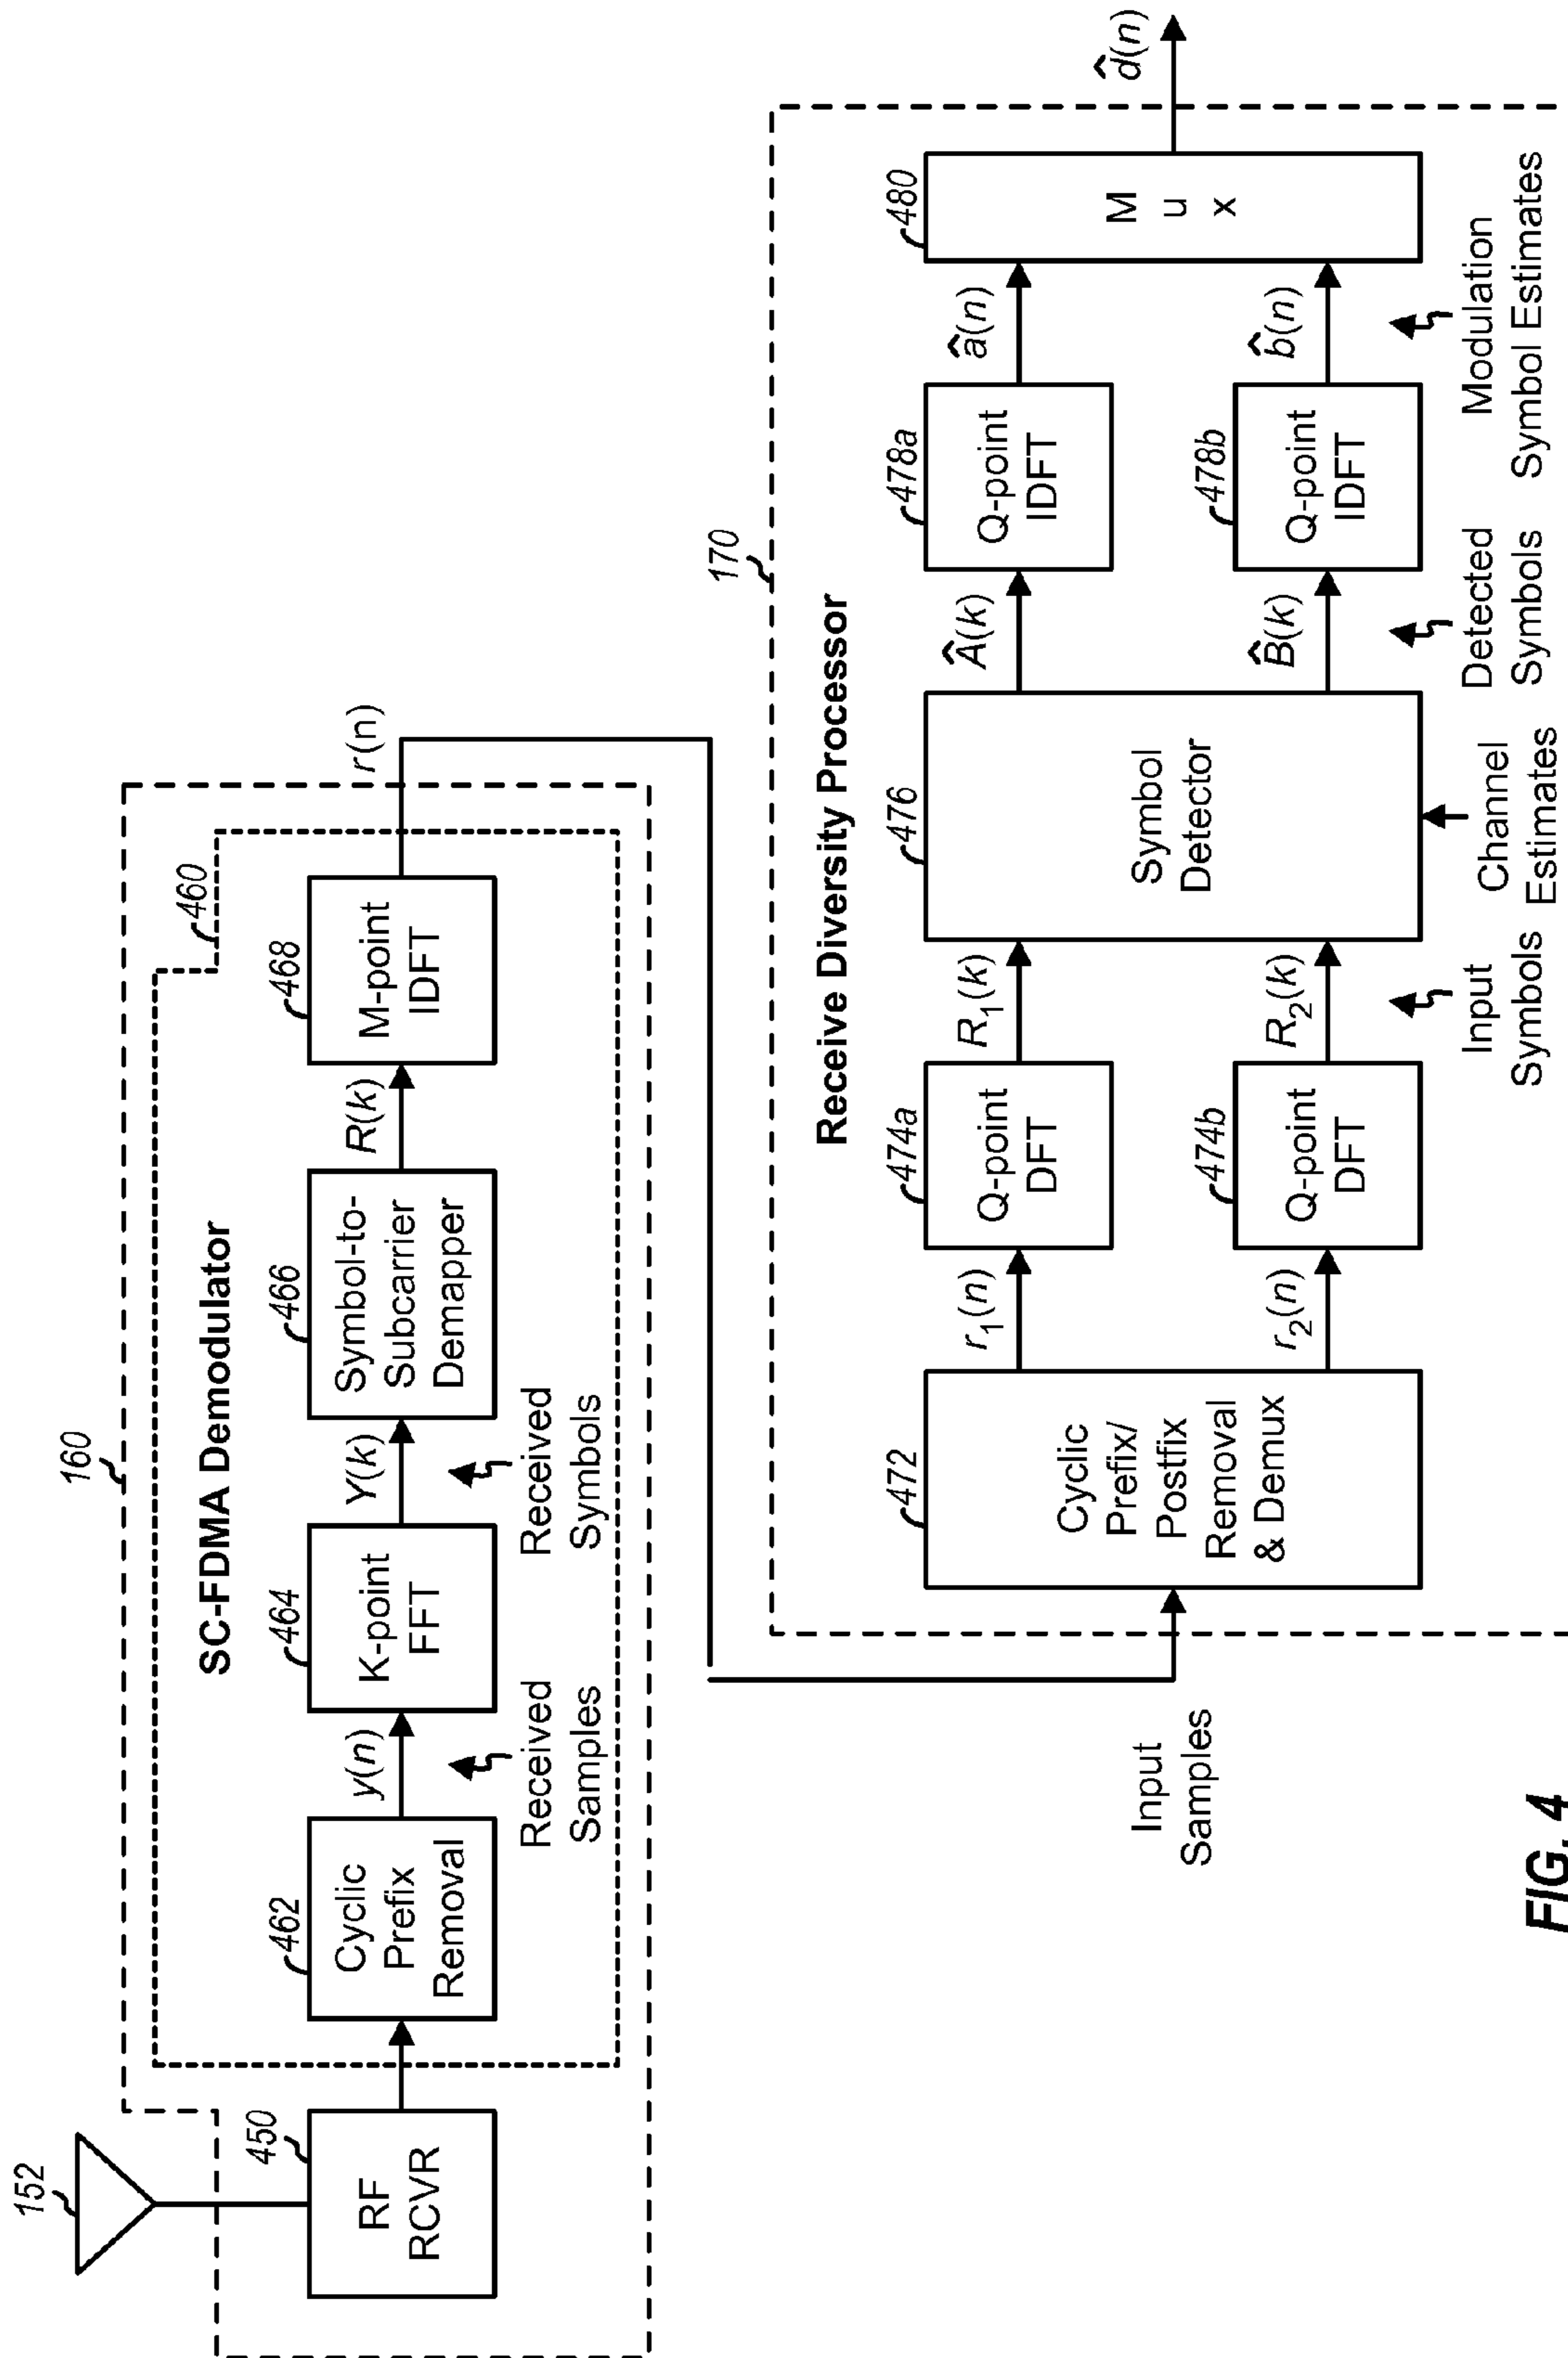 152
160
460
SC-FDMA Demodulator
450
RF
RCVR
462
Cyclic
Prefix
Removal
y(n)
Received
Samples
464
K-point
FFT
Y(k)
Received
Symbols
466
Symbol-to-
Subcarrier
Demapper
R(k)
468
M-point
IDFT
r(n)
170
Receive Diversity Processor
Input
Samples
472
Cyclic
Prefix/
Postfix
Removal
& Demux
r₁(n)
r₂(n)
474a
Q-point
DFT
474b
Q-point
DFT
R₁(k)
R₂(k)
Input
Symbols
476
Symbol
Detector
Channel
Estimates
Â(k)
B̂(k)
Detected
Symbols
478a
Q-point
IDFT
478b
Q-point
IDFT
â(n)
b̂(n)
Modulation
Symbol Estimates
480
M
u
x
d̂(n)
FIG. 4